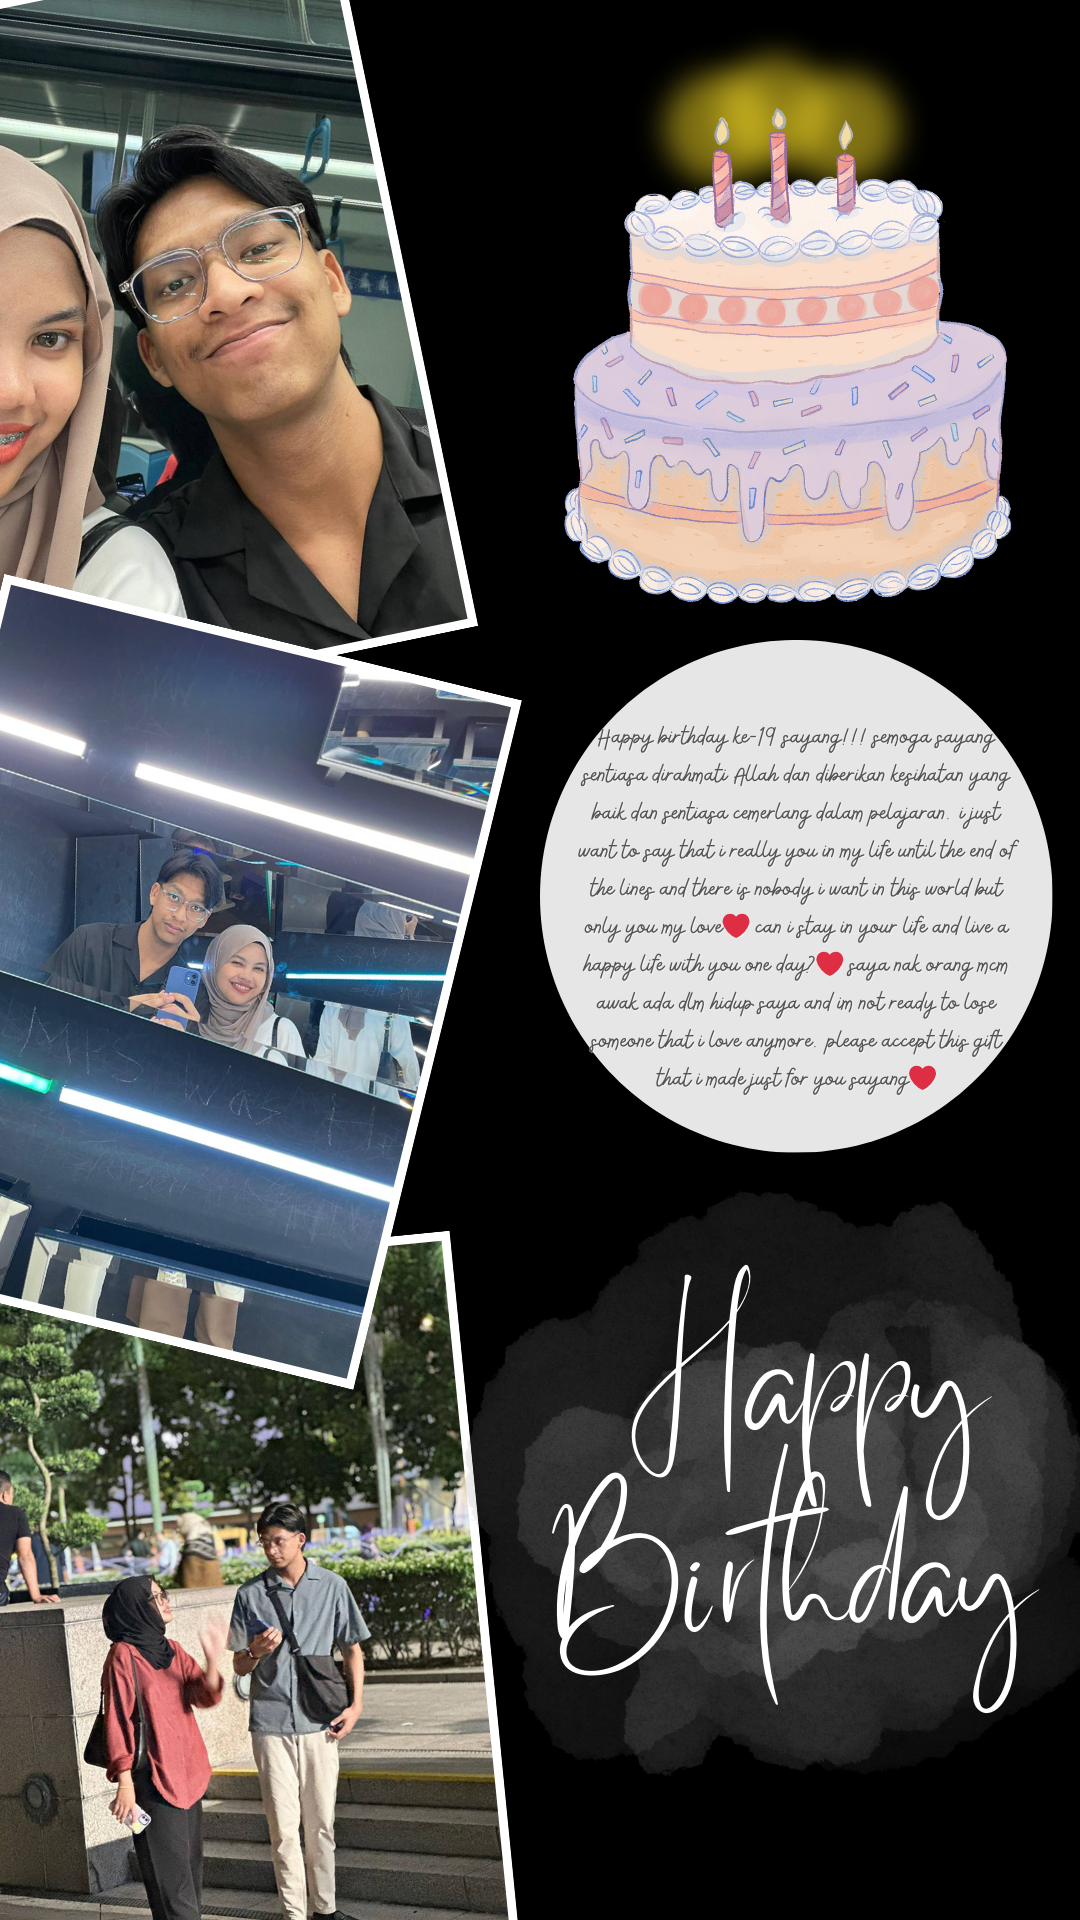 Happy birthday ke-19 sayang!!! semoga sayang
sentiasa dirahmati Allah dan diberikan kesihatan yang
baik dan sentiasa cemerlang dalam pelajaran. i just
want to say that i really you in my life until the end of
the lines and there is nobody i want in this world but
only you my love❤️ can i stay in your life and live a
happy life with you one day?❤️ saya nak orang mcm
awak ada dlm hidup saya and im not ready to lose
someone that i love anymore. please accept this gift
that i made just for you sayang❤️
Happy
Birthday